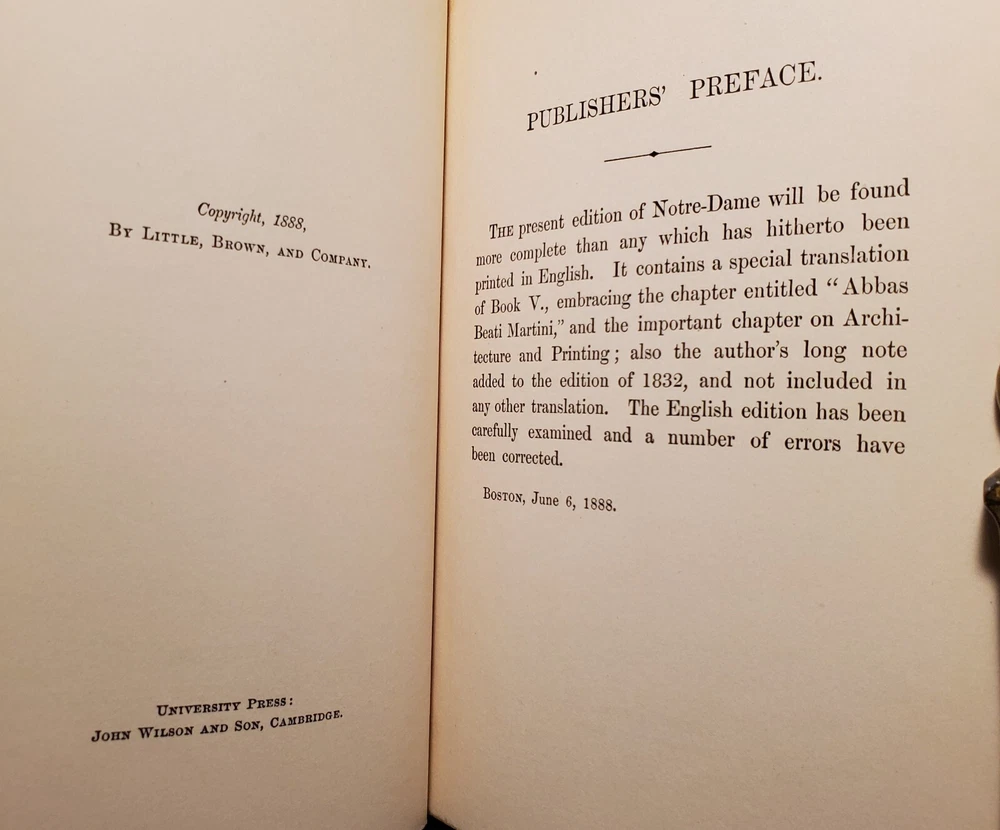 Copyright, 1888,
By Little, Brown, and Company.
University Press:
John Wilson and Son, Cambridge.
PUBLISHERS' PREFACE.
The present edition of Notre-Dame will be found
more complete than any which has hitherto been
printed in English. It contains a special translation
of Book V., embracing the chapter entitled “Abbas
Beati Martini,” and the important chapter on Archi-
tecture and Printing; also the author's long note
added to the edition of 1832, and not included in
any other translation. The English edition has been
carefully examined and a number of errors have
been corrected.
Boston, June 6, 1888.